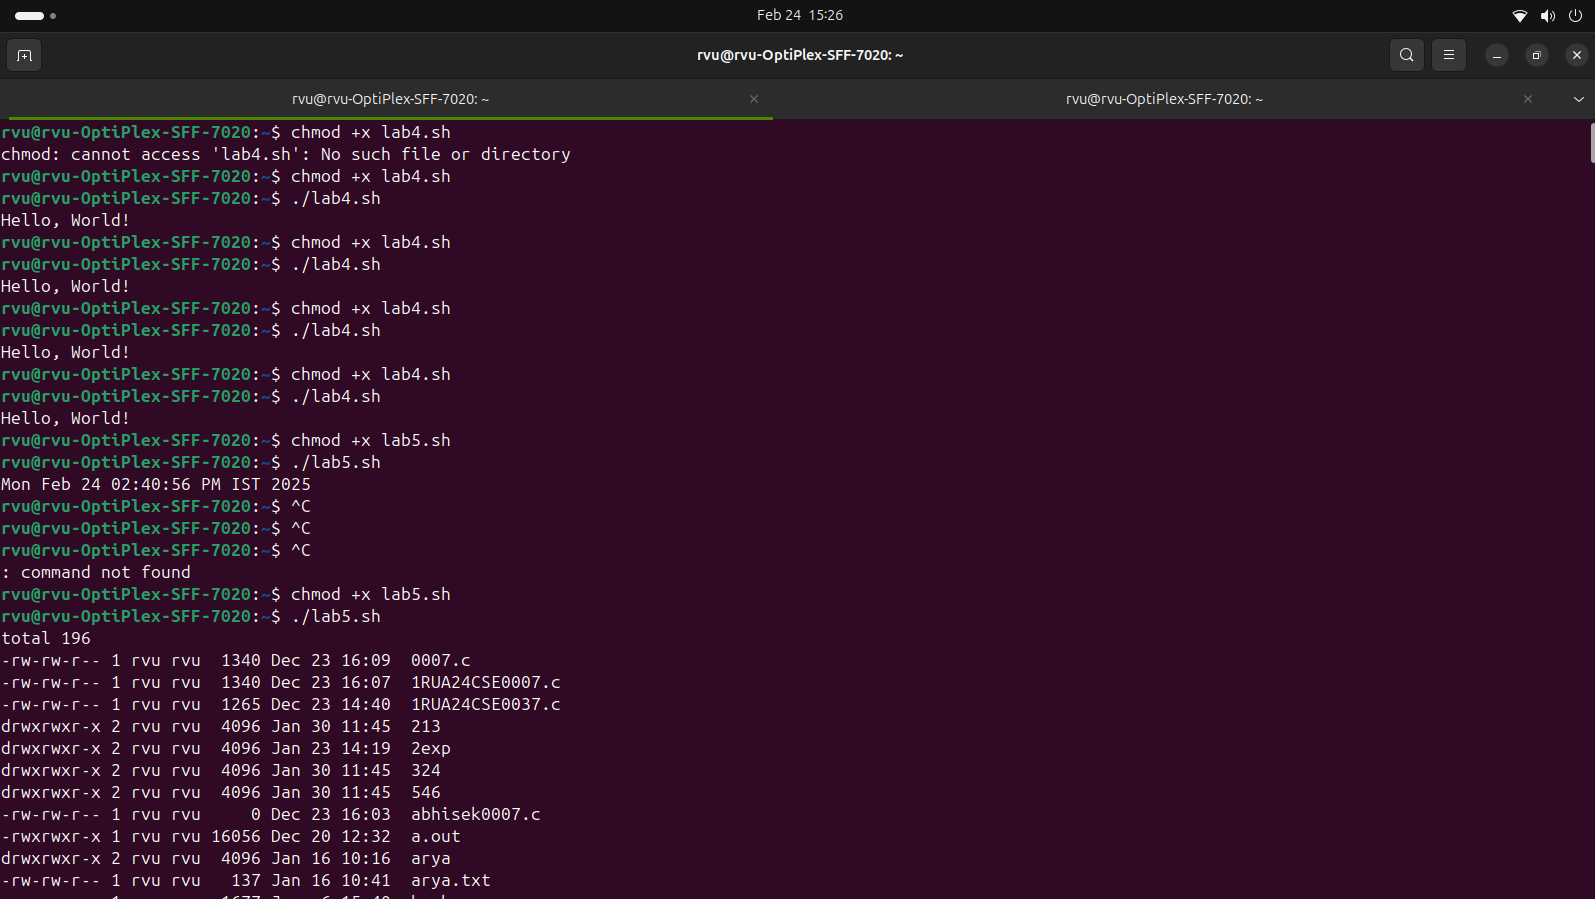 Feb 24 15:26
rvu@rvu-OptiPlex-SFF-7020: ~
rvu@rvu-OptiPlex-SFF-7020: ~
rvu@rvu-OptiPlex-SFF-7020: ~
rvu@rvu-OptiPlex-SFF-7020:~$ chmod +x lab4.sh
chmod: cannot access 'lab4.sh': No such file or directory
rvu@rvu-OptiPlex-SFF-7020:~$ chmod +x lab4.sh
rvu@rvu-OptiPlex-SFF-7020:~$ ./lab4.sh
Hello, World!
rvu@rvu-OptiPlex-SFF-7020:~$ chmod +x lab4.sh
rvu@rvu-OptiPlex-SFF-7020:~$ ./lab4.sh
Hello, World!
rvu@rvu-OptiPlex-SFF-7020:~$ chmod +x lab4.sh
rvu@rvu-OptiPlex-SFF-7020:~$ ./lab4.sh
Hello, World!
rvu@rvu-OptiPlex-SFF-7020:~$ chmod +x lab4.sh
rvu@rvu-OptiPlex-SFF-7020:~$ ./lab4.sh
Hello, World!
rvu@rvu-OptiPlex-SFF-7020:~$ chmod +x lab5.sh
rvu@rvu-OptiPlex-SFF-7020:~$ ./lab5.sh
Mon Feb 24 02:40:56 PM IST 2025
rvu@rvu-OptiPlex-SFF-7020:~$ ^C
rvu@rvu-OptiPlex-SFF-7020:~$ ^C
rvu@rvu-OptiPlex-SFF-7020:~$ ^C
: command not found
rvu@rvu-OptiPlex-SFF-7020:~$ chmod +x lab5.sh
rvu@rvu-OptiPlex-SFF-7020:~$ ./lab5.sh
total 196
-rw-rw-r-- 1 rvu rvu  1340 Dec 23 16:09  0007.c
-rw-rw-r-- 1 rvu rvu  1340 Dec 23 16:07  1RUA24CSE0007.c
-rw-rw-r-- 1 rvu rvu  1265 Dec 23 14:40  1RUA24CSE0037.c
drwxrwxr-x 2 rvu rvu  4096 Jan 30 11:45  213
drwxrwxr-x 2 rvu rvu  4096 Jan 23 14:19  2exp
drwxrwxr-x 2 rvu rvu  4096 Jan 30 11:45  324
drwxrwxr-x 2 rvu rvu  4096 Jan 30 11:45  546
-rw-rw-r-- 1 rvu rvu     0 Dec 23 16:03  abhisek0007.c
-rwxrwxr-x 1 rvu rvu 16056 Dec 20 12:32  a.out
drwxrwxr-x 2 rvu rvu  4096 Jan 16 10:16  arya
-rw-rw-r-- 1 rvu rvu   137 Jan 16 10:41  arya.txt